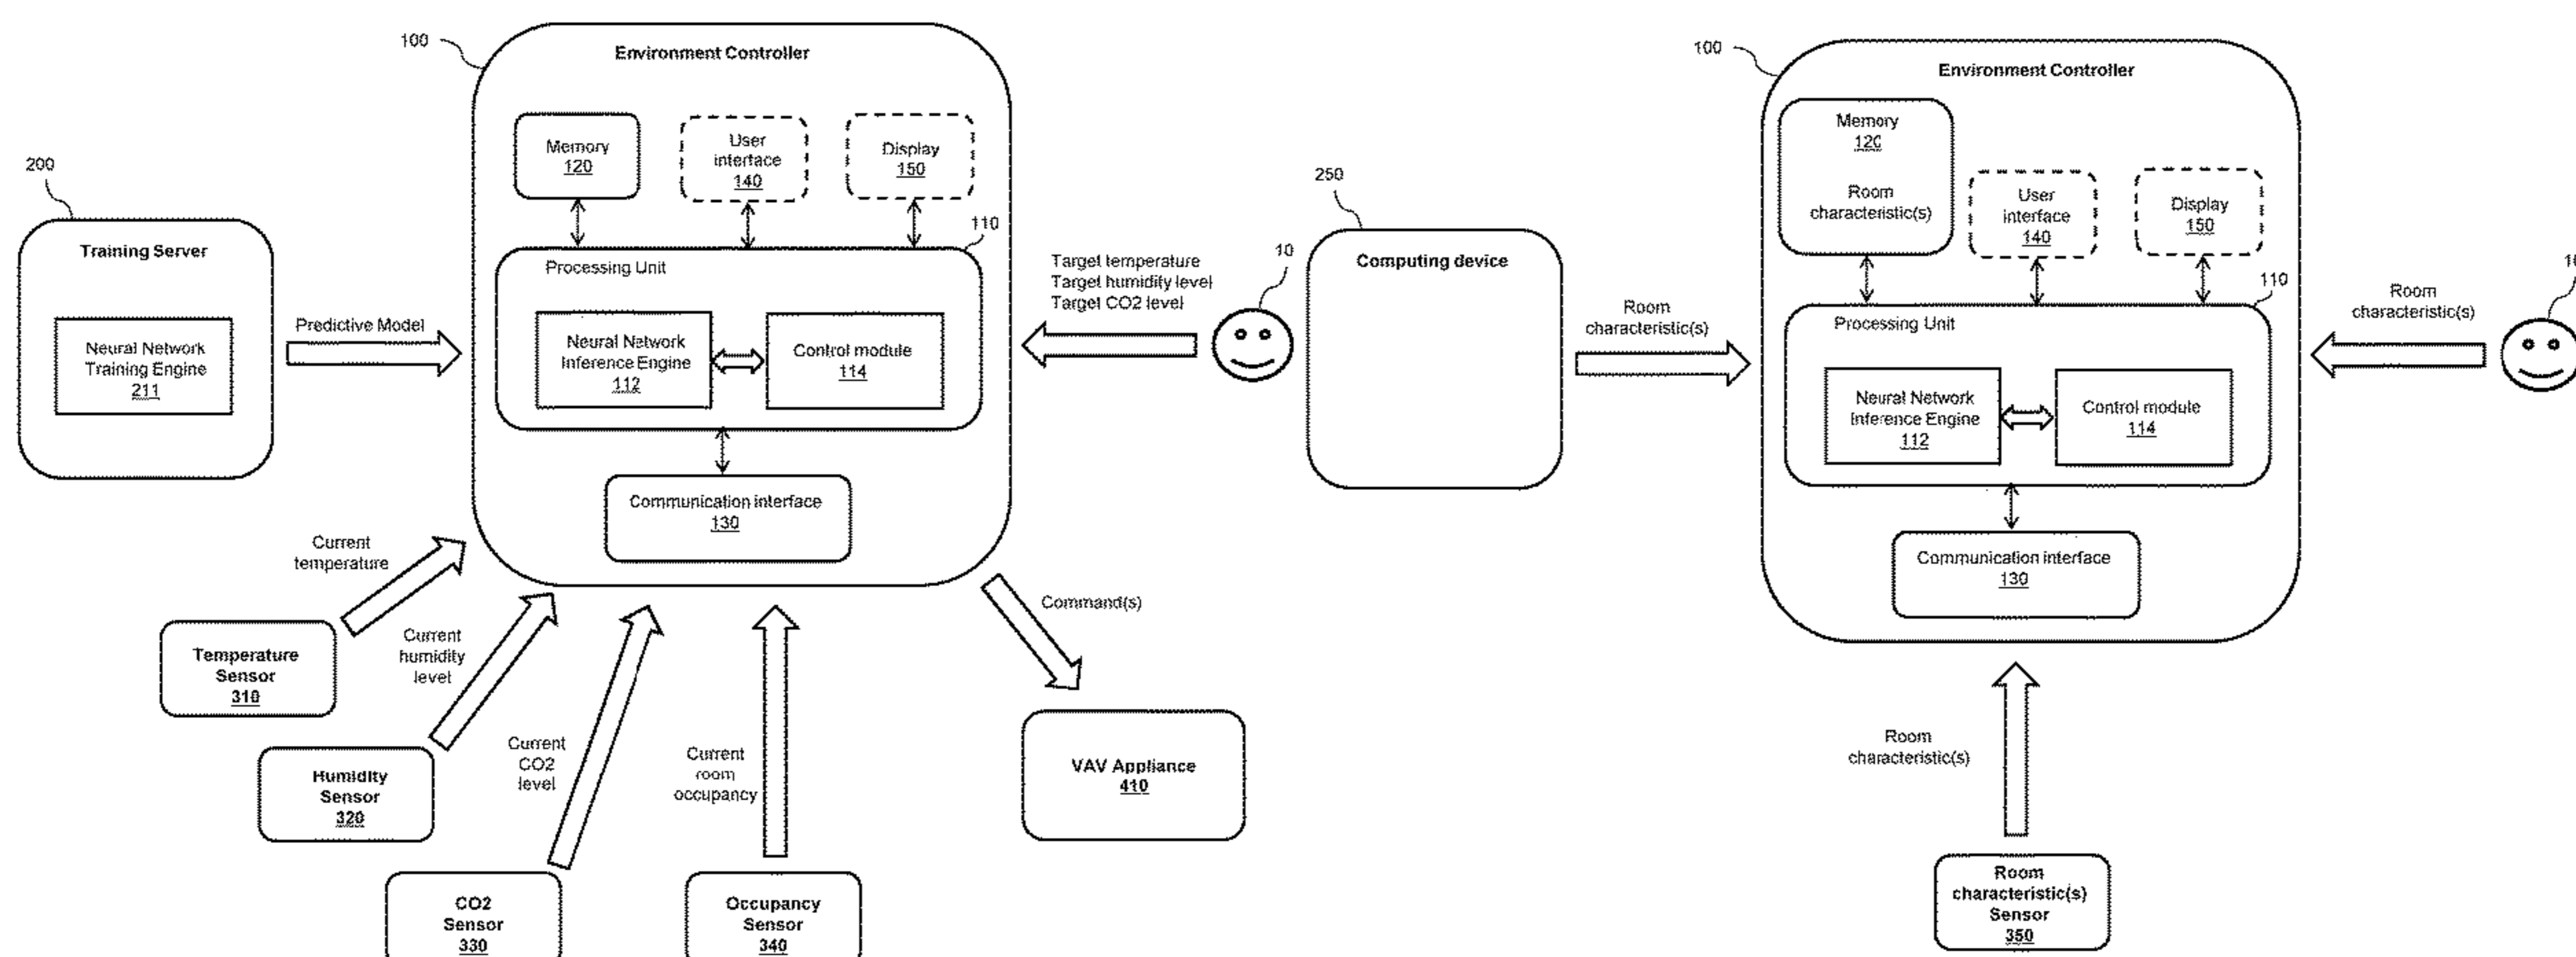 100
Environment Controller
Memory
120
User
interface
140
Display
150
110
Processing Unit
Neural Network
Inference Engine
112
Control module
114
Communication interface
130
200
Training Server
Neural Network
Training Engine
211
Predictive Model
Target temperature
Target humidity level
Target CO2 level
10
Current
temperature
Temperature
Sensor
310
Current
humidity
level
Humidity
Sensor
320
Current
CO2
level
CO2
Sensor
330
Current
room
occupancy
Occupancy
Sensor
340
Command(s)
VAV Appliance
410
250
Computing device
Room
characteristic(s)
100
Environment Controller
Memory
120
Room
characteristic(s)
User
interface
140
Display
150
110
Processing Unit
Neural Network
Inference Engine
112
Control module
114
Communication interface
130
Room
characteristic(s)
Room
characteristic(s)
Room
characteristic(s)
Sensor
350